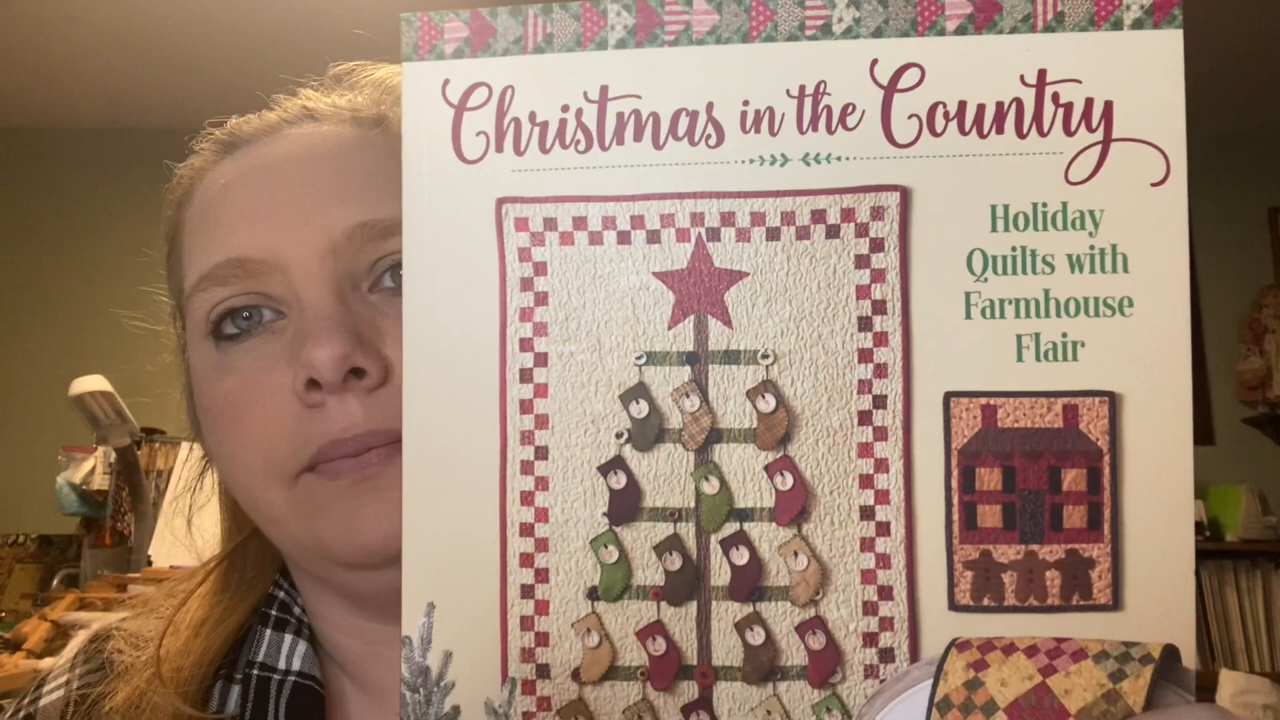 Christmas in the Country
Holiday
Quilts with
Farmhouse
Flair